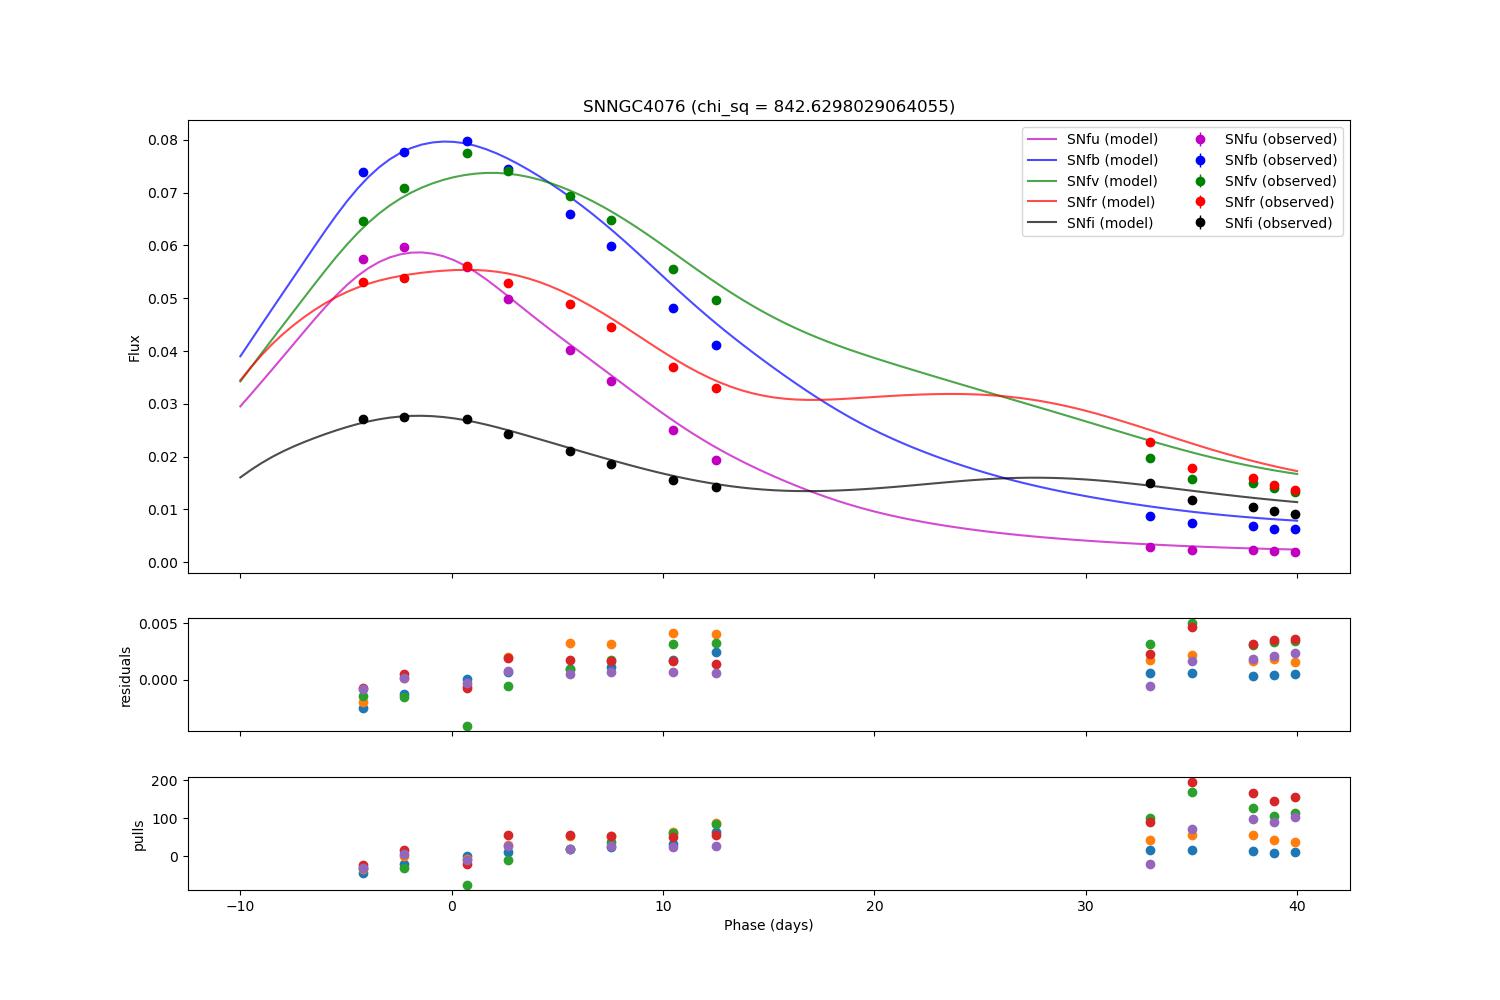 SNNGC4076 (chi_sq = 842.6298029064055)
0.08
0.07
0.06
0.05
0.04
0.03
0.02
0.01
0.00
Flux
SNfu (model)
SNfb (model)
SNfv (model)
SNfr (model)
SNfi (model)
SNfu (observed)
SNfb (observed)
SNfv (observed)
SNfr (observed)
SNfi (observed)
0.005
0.000
residuals
200
100
0
pulls
−10 0 10 20 30 40
Phase (days)